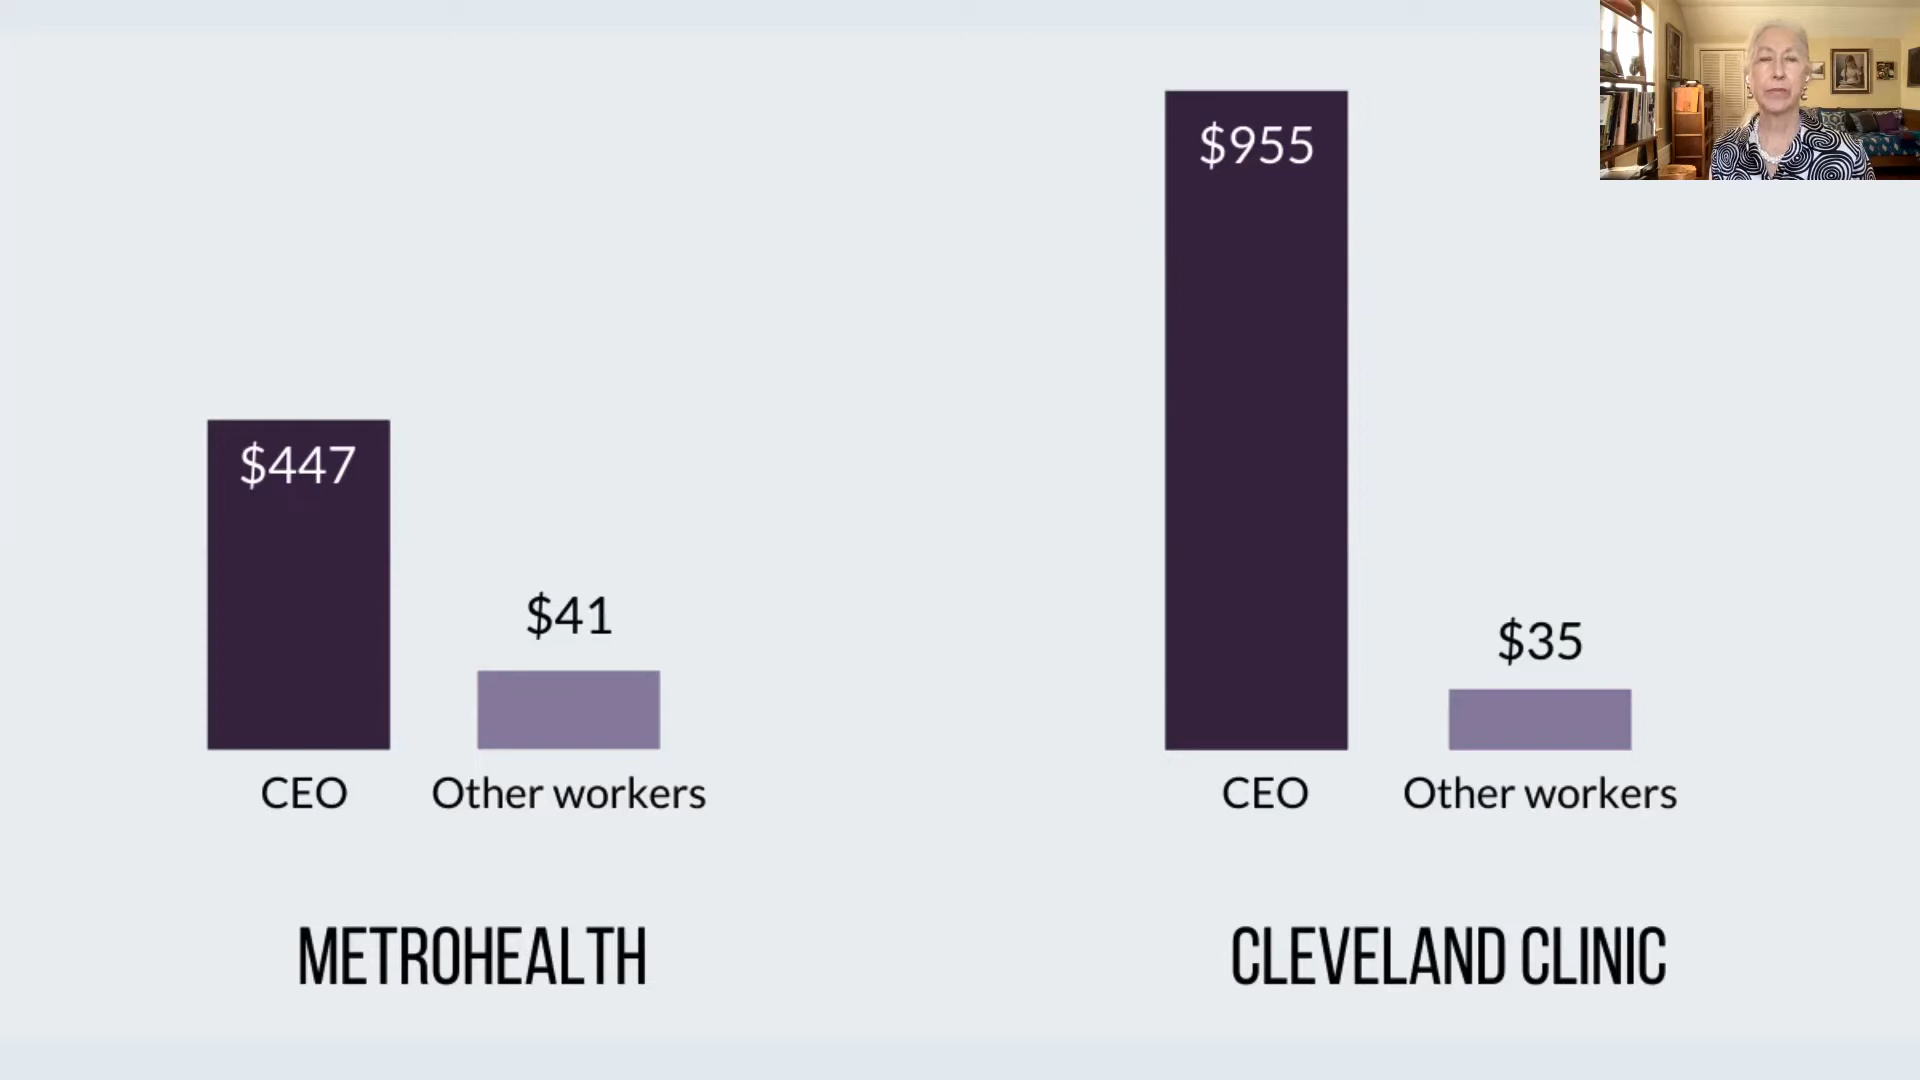 $447
$41
CEO
Other workers
METROHEALTH
$955
$35
CEO
Other workers
CLEVELAND CLINIC